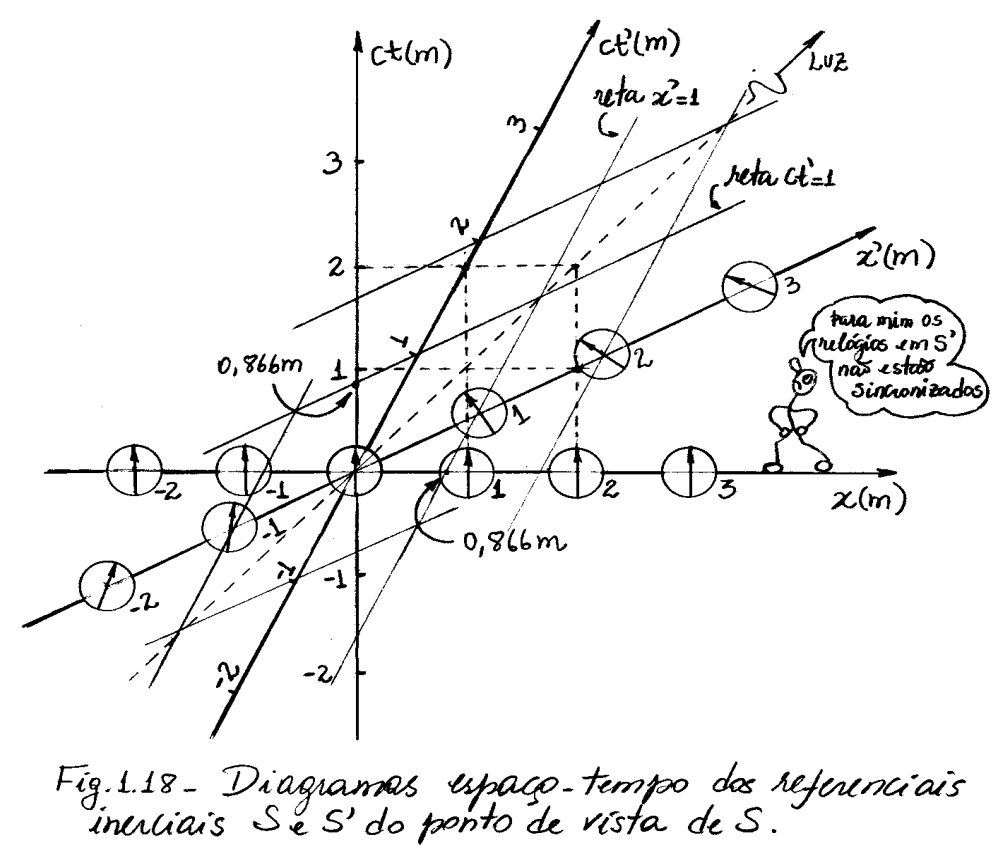 ct(m)
ct'(m)
LUZ
reta x'=1
3
3
reta ct'=1
2
x'(m)
2
3
para mim os
relógios em S'
não estão
sincronizados
0,866m
1
1
2
1
-2
-1
1
2
3
x(m)
-1
0,866m
-1
-1
-2
-2
-2
Fig.1.18- Diagramas espaço-tempo dos referenciais
inerciais S e S' do ponto de vista de S.